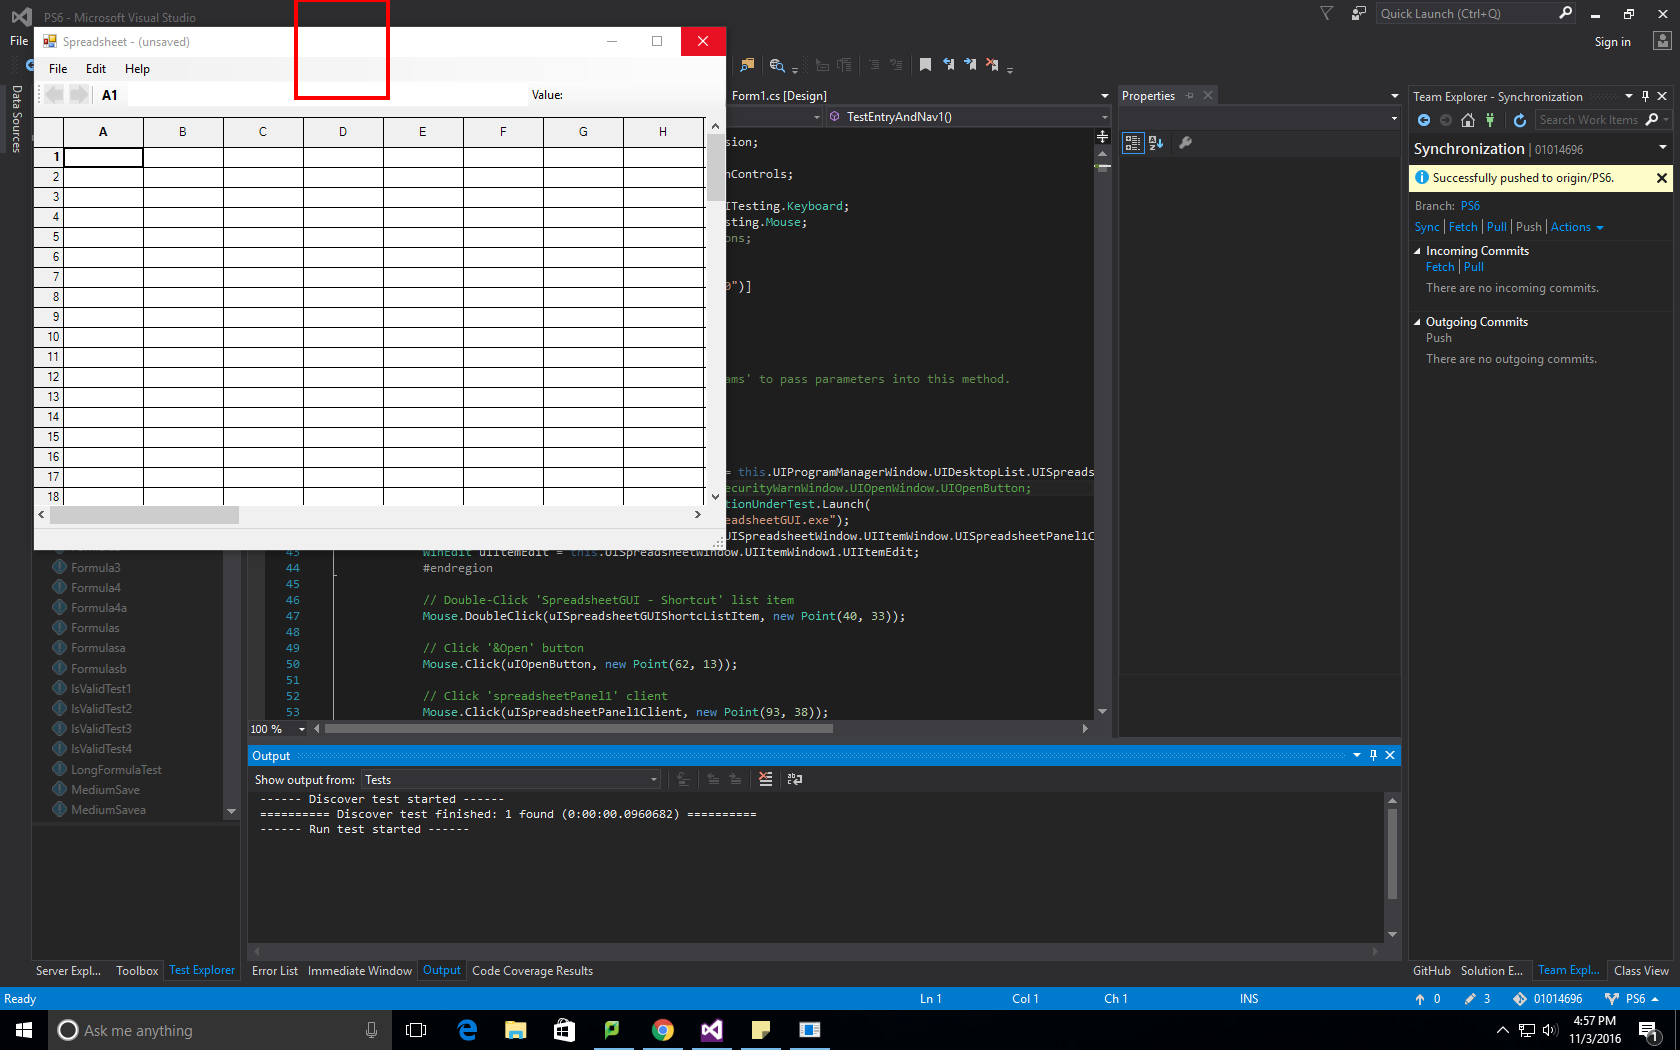 PS6 - Microsoft Visual Studio
Quick Launch (Ctrl+Q)
File
Sign in
Spreadsheet - (unsaved)
File Edit Help
A1
Value:
A B C D E F G H
1
2
3
4
5
6
7
8
9
10
11
12
13
14
15
16
17
18
Data Sources
Form1.cs [Design]
TestEntryAndNav1()
sion;
nControls;
ITesting.Keyboard;
sting.Mouse;
ons;
0")]
ams' to pass parameters into this method.
= this.UIProgramManagerWindow.UIDesktopList.UISpreads
ecurityWarnWindow.UIOpenWindow.UIOpenButton;
tionUnderTest.Launch(
eadsheetGUI.exe");
UISpreadsheetWindow.UIItemWindow.UISpreadsheetPanel1C
43 WinEdit uIItemEdit = this.UISpreadsheetWindow.UIItemWindow1.UIItemEdit;
44 #endregion
45
46 // Double-Click 'SpreadsheetGUI - Shortcut' list item
47 Mouse.DoubleClick(uISpreadsheetGUIShortcListItem, new Point(40, 33));
48
49 // Click '&Open' button
50 Mouse.Click(uIOpenButton, new Point(62, 13));
51
52 // Click 'spreadsheetPanel1' client
53 Mouse.Click(uISpreadsheetPanel1Client, new Point(93, 38));
100 %
Formula3
Formula4
Formula4a
Formulas
Formulasa
Formulasb
IsValidTest1
IsValidTest2
IsValidTest3
IsValidTest4
LongFormulaTest
MediumSave
MediumSavea
Server Expl... Toolbox Test Explorer
Output
Show output from: Tests
------ Discover test started ------
========== Discover test finished: 1 found (0:00:00.0960682) ==========
------ Run test started ------
Error List Immediate Window Output Code Coverage Results
Properties
Team Explorer - Synchronization
Search Work Items
Synchronization | 01014696
Successfully pushed to origin/PS6.
Branch: PS6
Sync | Fetch | Pull | Push | Actions
Incoming Commits
Fetch | Pull
There are no incoming commits.
Outgoing Commits
Push
There are no outgoing commits.
GitHub Solution E... Team Expl... Class View
Ready Ln 1 Col 1 Ch 1 INS 0 3 01014696 PS6
Ask me anything
4:57 PM
11/3/2016
1